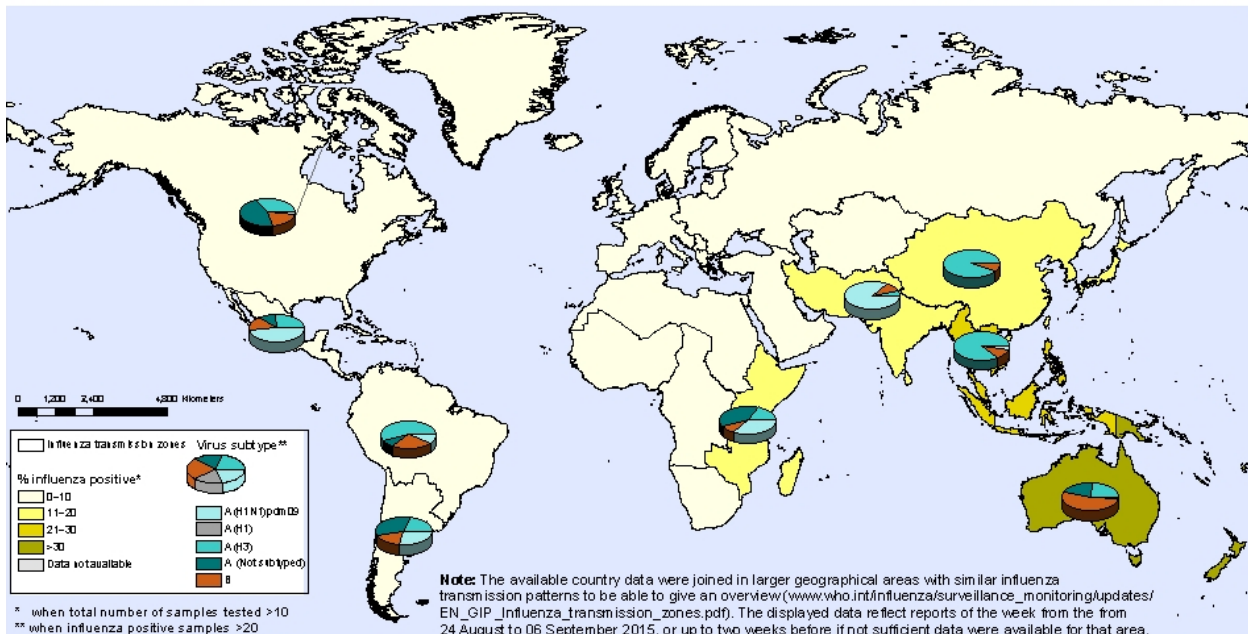 0 1,200 2,400 4,800 Kilometers
Influenza transmission zones
% influenza positive*
0–10
11–20
21–30
>30
Data not available
Virus subtype**
A(H1N1)pdm09
A(H1)
A(H3)
A (Not subtyped)
B
* when total number of samples tested >10
** when influenza positive samples >20
Note: The available country data were joined in larger geographical areas with similar influenza
transmission patterns to be able to give an overview (www.who.int/influenza/surveillance_monitoring/updates/
EN_GIP_Influenza_transmission_zones.pdf). The displayed data reflect reports of the week from the from
24 August to 06 September 2015, or up to two weeks before if not sufficient data were available for that area.